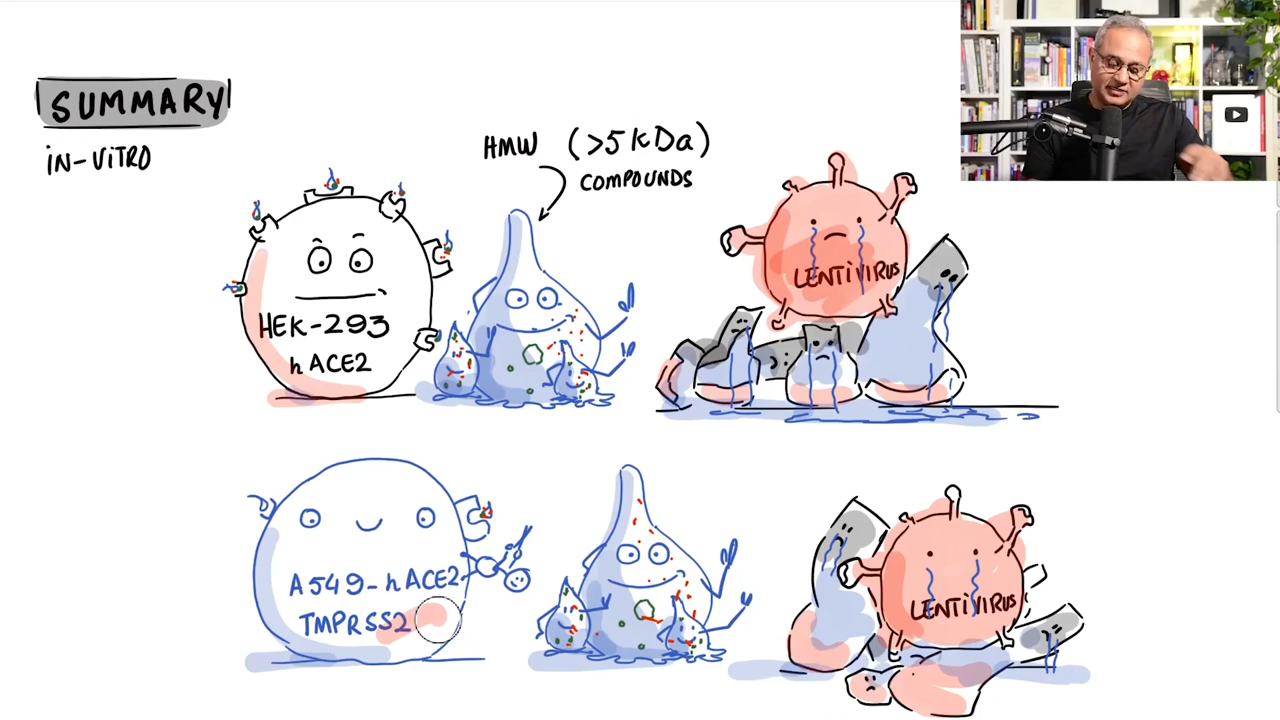 SUMMARY
iN-ViTRO
HMW (>5 kDa)
COMPOUNDS
HEK-293
hACE2
LENTiViRUS
A549-hACE2
TMPRSS2
LENTiViRUS